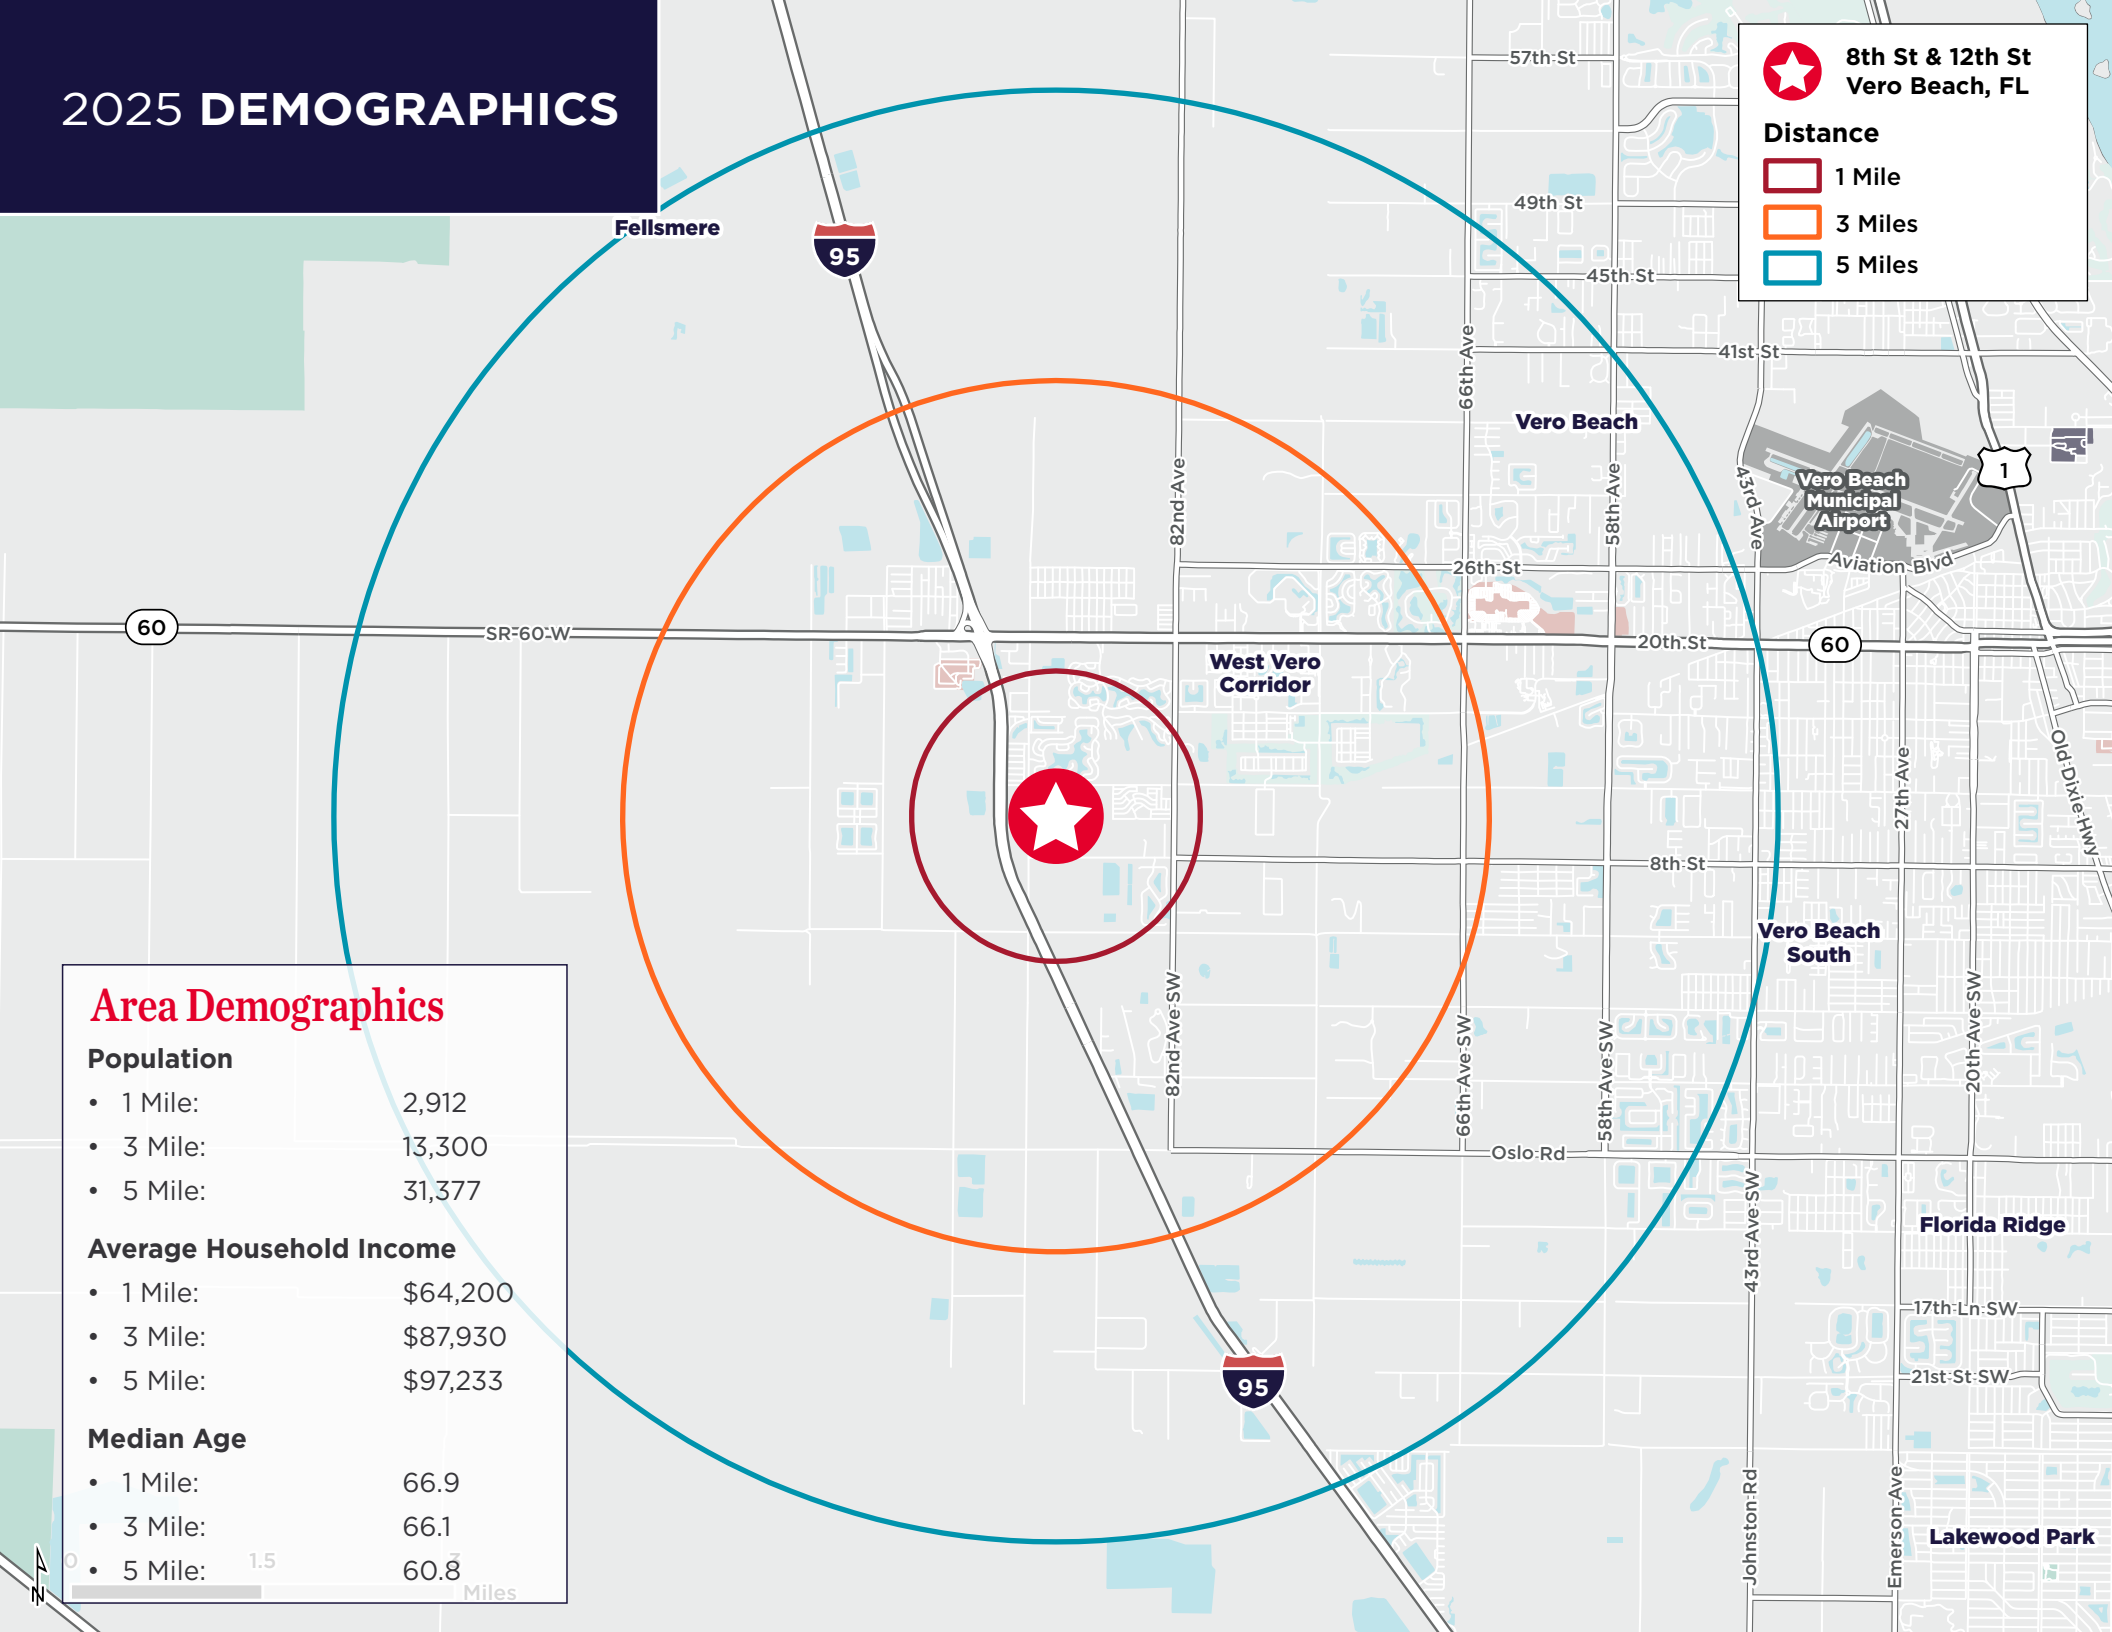 2025 DEMOGRAPHICS
8th St & 12th St
Vero Beach, FL
Distance
1 Mile
3 Miles
5 Miles
57th St
49th St
45th St
41st St
Fellsmere
95
66th Ave
Vero Beach
82nd Ave
58th Ave
43rd Ave
Vero Beach
Municipal
Airport
1
Aviation Blvd
26th St
60
SR-60 W
20th St
60
West Vero
Corridor
27th Ave
Old Dixie Hwy
8th St
Vero Beach
South
82nd Ave SW
66th Ave SW
58th Ave SW
20th Ave SW
Oslo Rd
43rd Ave SW
Florida Ridge
17th Ln SW
21st St SW
95
Johnston Rd
Emerson Ave
Lakewood Park
Area Demographics
Population
• 1 Mile: 2,912
• 3 Mile: 13,300
• 5 Mile: 31,377
Average Household Income
• 1 Mile: $64,200
• 3 Mile: $87,930
• 5 Mile: $97,233
Median Age
• 1 Mile: 66.9
• 3 Mile: 66.1
• 5 Mile: 60.8
0 1.5 3
Miles
N